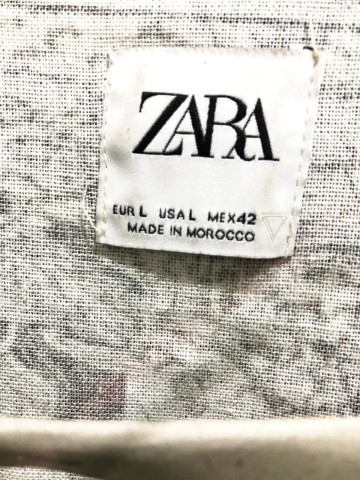 ZARA
EUR L USA L MEX 42
MADE IN MOROCCO